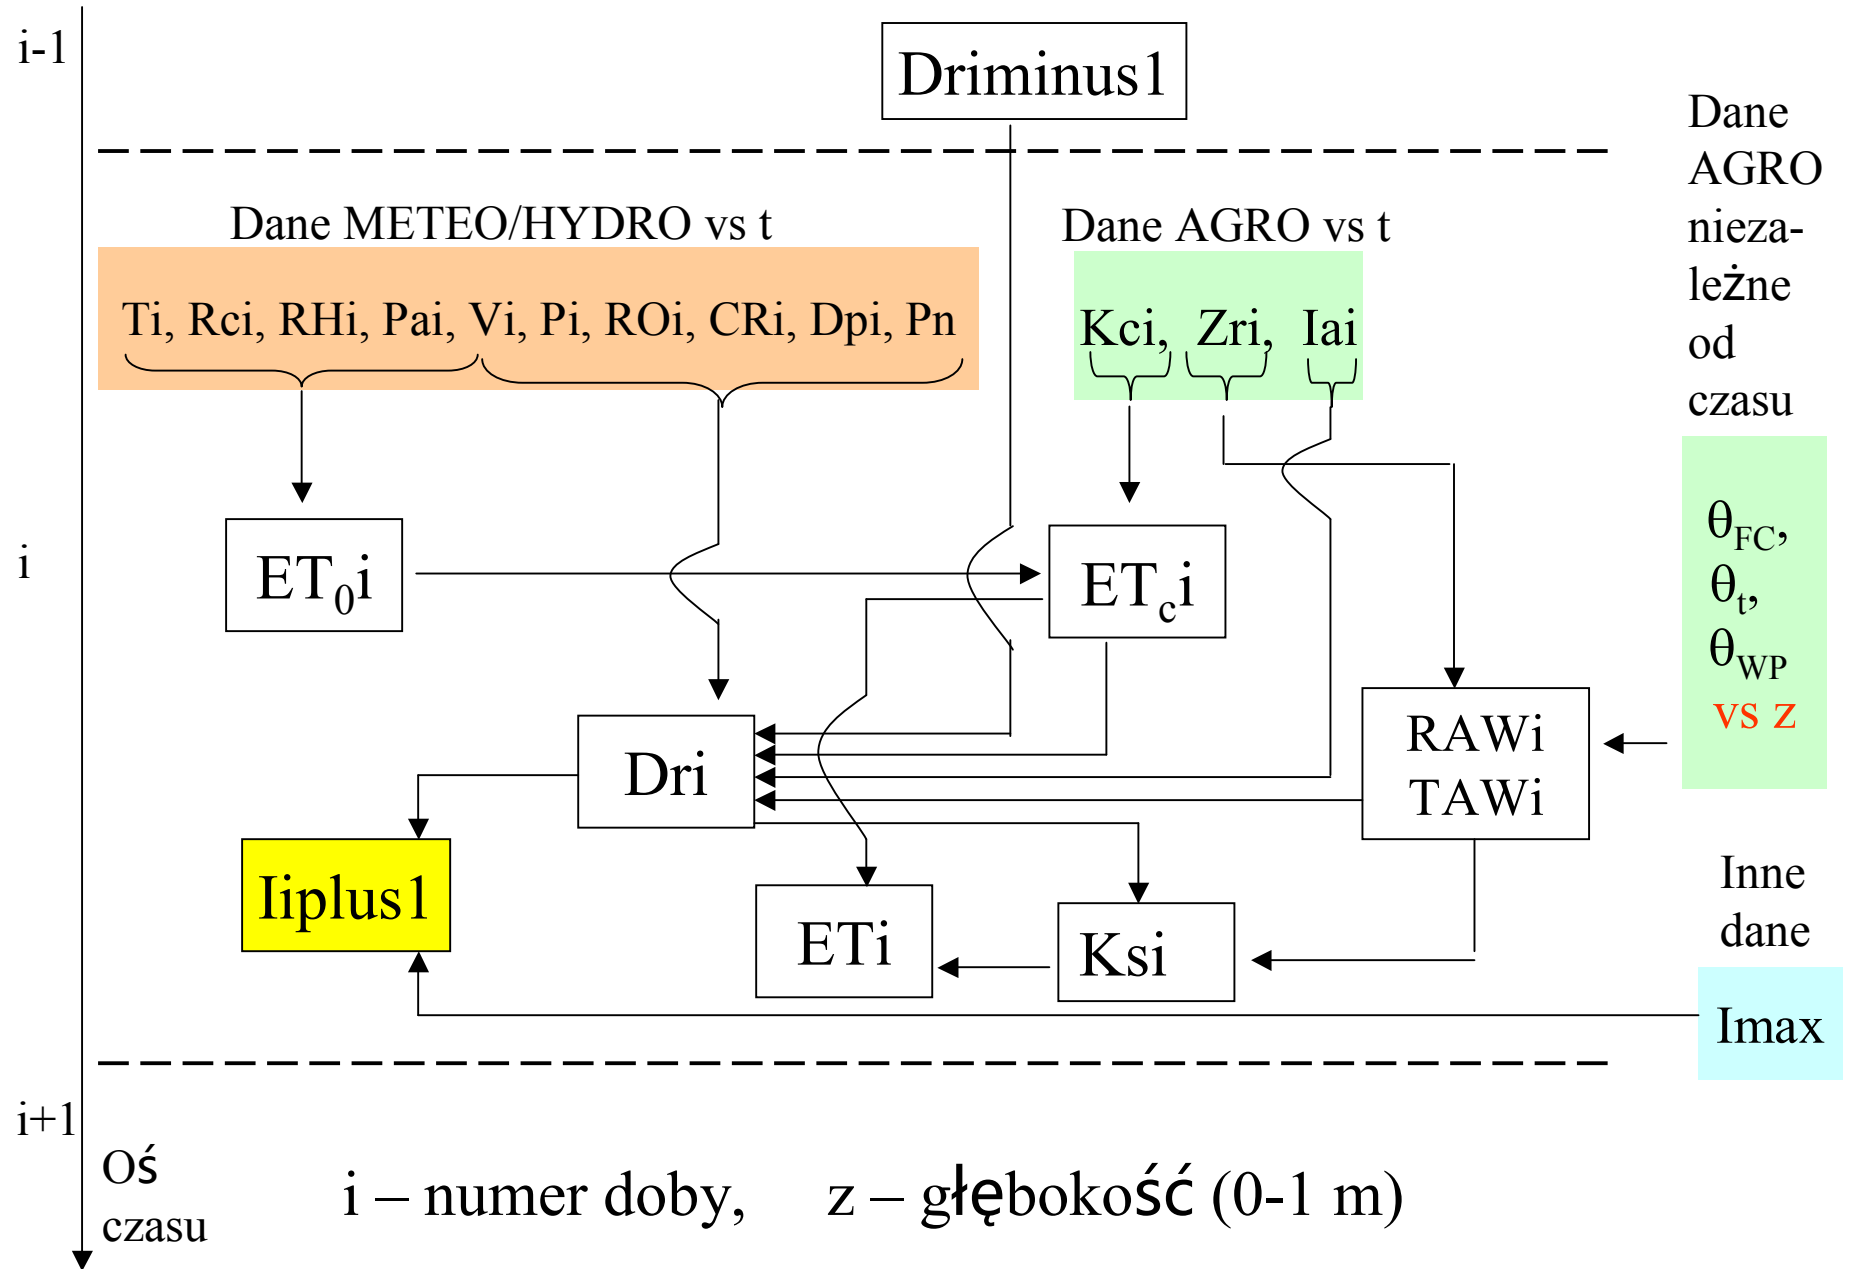 i-1
Driminus1
Dane
AGRO
nieza-
leżne
od
czasu
Dane METEO/HYDRO vs t
Dane AGRO vs t
Ti, Rci, RHi, Pai, Vi, Pi, ROi, CRi, Dpi, Pn
Kci, Zri, Iai
i
ET0i
ETci
θFC,
θt,
θWP
vs z
RAWi
TAWi
Dri
Iiplus1
ETi
Ksi
Inne
dane
Imax
i+1
Oś
czasu
i – numer doby, z – głębokość (0-1 m)